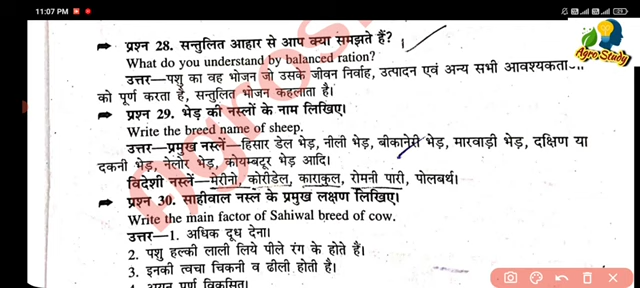 11:07 PM
➡ प्रश्न 28. सन्तुलित आहार से आप क्या समझते हैं?
What do you understand by balanced ration?
उत्तर—पशु का वह भोजन जो उसके जीवन निर्वाह, उत्पादन एवं अन्य सभी
को पूर्ण करता है, सन्तुलित भोजन कहलाता है।
➡ प्रश्न 29. भेड़ की नस्लों के नाम लिखिए।
Write the breed name of sheep.
उत्तर—प्रमुख नस्लें—हिसार डेल भेड़, नीली भेड़, बीकानेरी भेड़, मारवाड़ी भेड़, दक्षिण या
दकनी भेड़, नेलोर भेड़, कोयम्बटूर भेड़ आदि।
विदेशी नस्लें—मेरीनो, कोरीडेल, काराकुल, रोमनी पारी, पोलबर्थ।
➡ प्रश्न 30. साहीवाल नस्ल के प्रमुख लक्षण लिखिए।
Write the main factor of Sahiwal breed of cow.
उत्तर—1. अधिक दूध देना।
2. पशु हल्की लाली लिये पीले रंग के होते हैं।
3. इनकी त्वचा चिकनी व ढीली होती है।
Agro Study